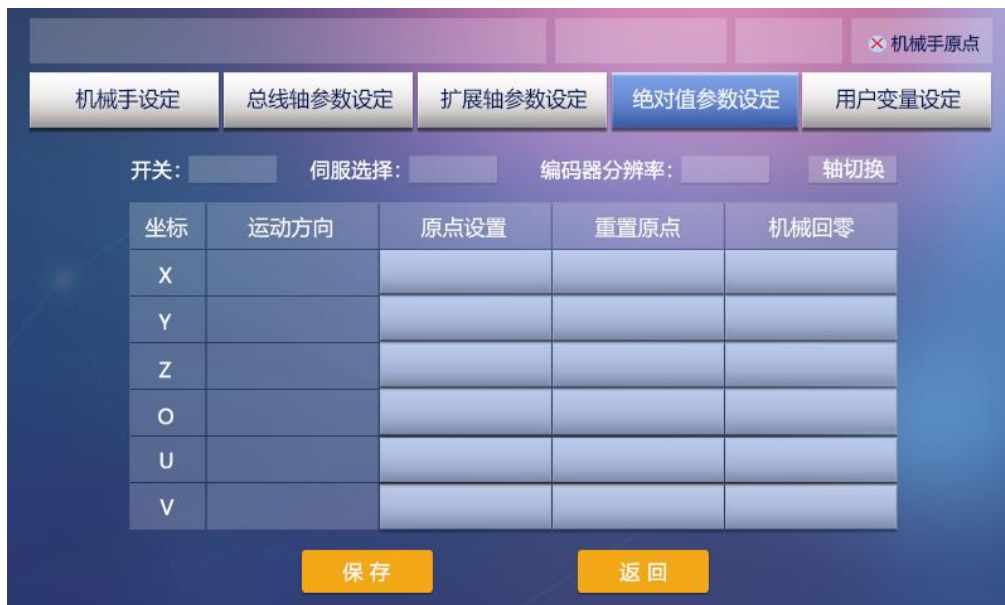 机械手原点
机械手设定 总线轴参数设定 扩展轴参数设定 绝对值参数设定 用户变量设定
开关: 伺服选择: 编码器分辨率: 轴切换
坐标 运动方向 原点设置 重置原点 机械回零
X
Y
Z
O
U
V
保存 返回